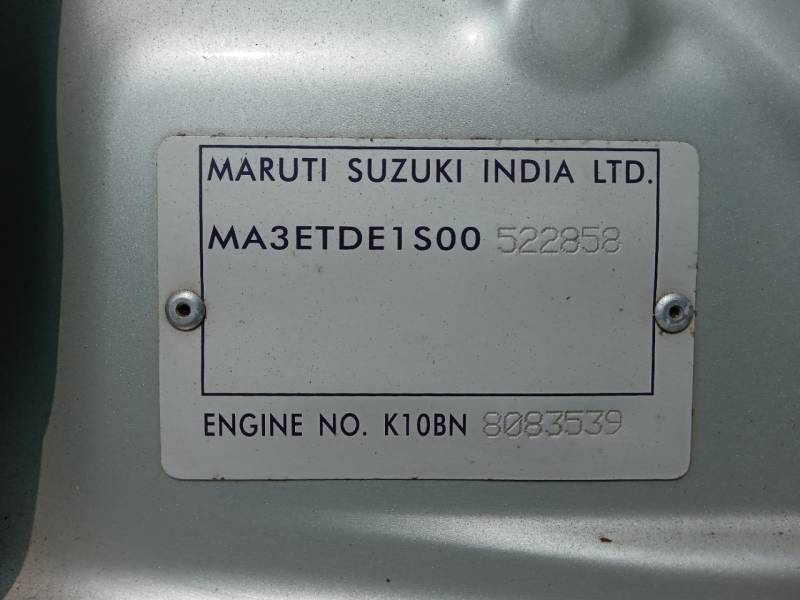 MARUTI SUZUKI INDIA LTD.
MA3ETDE1S00 522858
ENGINE NO. K10BN 8083539